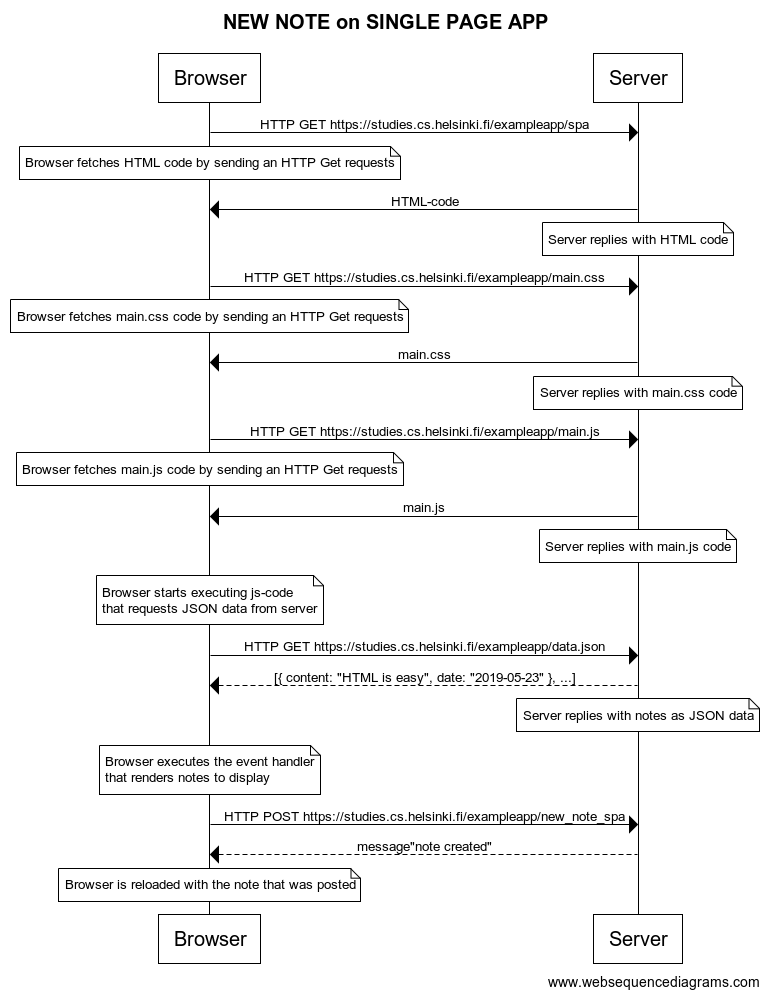 NEW NOTE on SINGLE PAGE APP
Browser
Server
HTTP GET https://studies.cs.helsinki.fi/exampleapp/spa
Browser fetches HTML code by sending an HTTP Get requests
HTML-code
Server replies with HTML code
HTTP GET https://studies.cs.helsinki.fi/exampleapp/main.css
Browser fetches main.css code by sending an HTTP Get requests
main.css
Server replies with main.css code
HTTP GET https://studies.cs.helsinki.fi/exampleapp/main.js
Browser fetches main.js code by sending an HTTP Get requests
main.js
Server replies with main.js code
Browser starts executing js-code
that requests JSON data from server
HTTP GET https://studies.cs.helsinki.fi/exampleapp/data.json
[{ content: "HTML is easy", date: "2019-05-23" }, ...]
Server replies with notes as JSON data
Browser executes the event handler
that renders notes to display
HTTP POST https://studies.cs.helsinki.fi/exampleapp/new_note_spa
message"note created"
Browser is reloaded with the note that was posted
Browser
Server
www.websequencediagrams.com